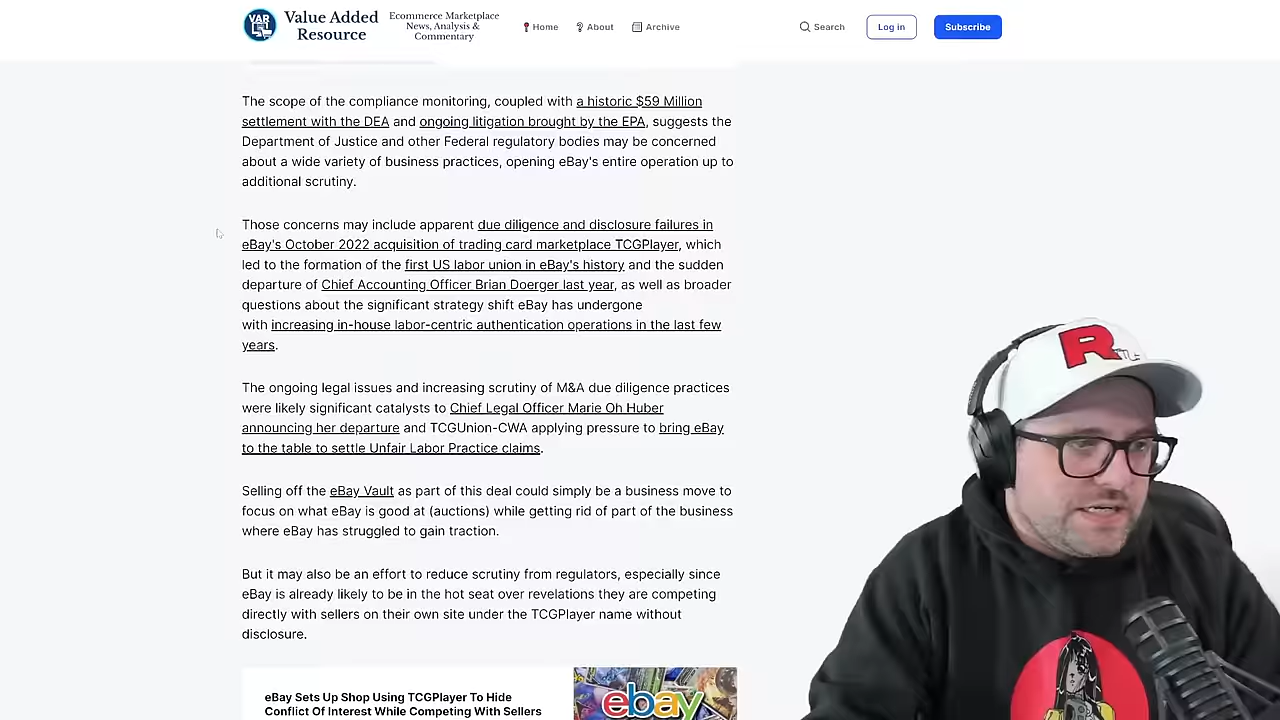 Value Added
Resource
Ecommerce Marketplace
News, Analysis &
Commentary
Home
About
Archive
Search
Log in
Subscribe
The scope of the compliance monitoring, coupled with a historic $59 Million
settlement with the DEA and ongoing litigation brought by the EPA, suggests the
Department of Justice and other Federal regulatory bodies may be concerned
about a wide variety of business practices, opening eBay's entire operation up to
additional scrutiny.
Those concerns may include apparent due diligence and disclosure failures in
eBay's October 2022 acquisition of trading card marketplace TCGPlayer, which
led to the formation of the first US labor union in eBay's history and the sudden
departure of Chief Accounting Officer Brian Doerger last year, as well as broader
questions about the significant strategy shift eBay has undergone
with increasing in-house labor-centric authentication operations in the last few
years.
The ongoing legal issues and increasing scrutiny of M&A due diligence practices
were likely significant catalysts to Chief Legal Officer Marie Oh Huber
announcing her departure and TCGUnion-CWA applying pressure to bring eBay
to the table to settle Unfair Labor Practice claims.
Selling off the eBay Vault as part of this deal could simply be a business move to
focus on what eBay is good at (auctions) while getting rid of part of the business
where eBay has struggled to gain traction.
But it may also be an effort to reduce scrutiny from regulators, especially since
eBay is already likely to be in the hot seat over revelations they are competing
directly with sellers on their own site under the TCGPlayer name without
disclosure.
eBay Sets Up Shop Using TCGPlayer To Hide
Conflict Of Interest While Competing With Sellers
ebay
R